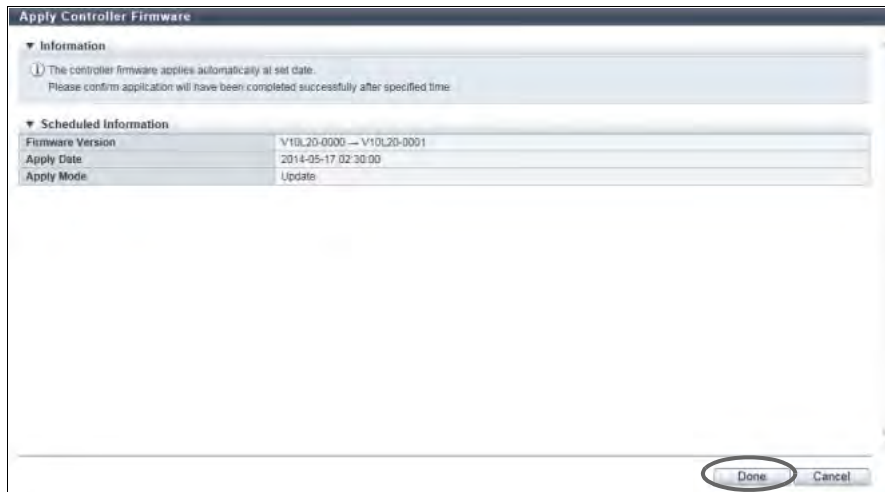 Apply Controller Firmware
▼ Information
The controller firmware applies automatically at set date.
Please confirm application will have been completed successfully after specified time.
▼ Scheduled Information
Firmware Version V10L20-0000 → V10L20-0001
Apply Date 2014-05-17 02:30:00
Apply Mode Update
Done Cancel